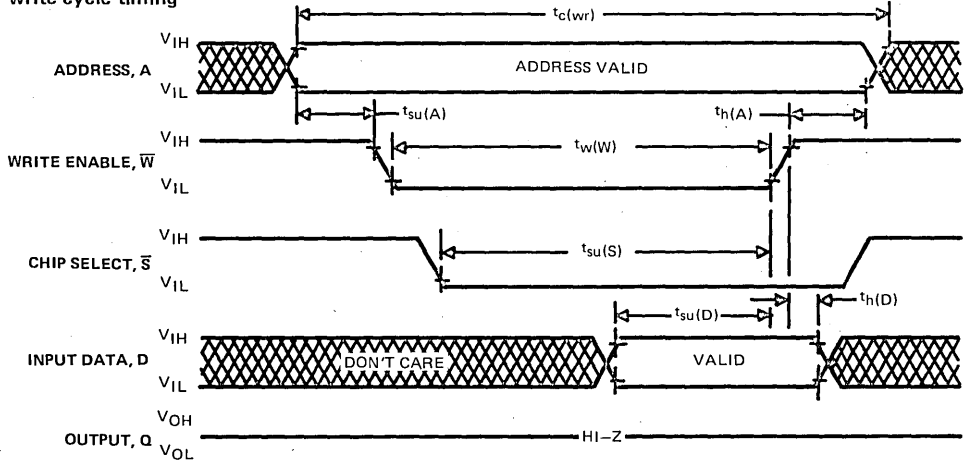 write cycle timing
tc(wr)
VIH
ADDRESS, A
ADDRESS VALID
VIL
tsu(A)
th(A)
VIH
WRITE ENABLE, W̅
tw(W)
VIL
VIH
CHIP SELECT, S̅
tsu(S)
VIL
th(D)
tsu(D)
VIH
INPUT DATA, D
DON'T CARE
VALID
VIL
VOH
OUTPUT, Q
HI-Z
VOL